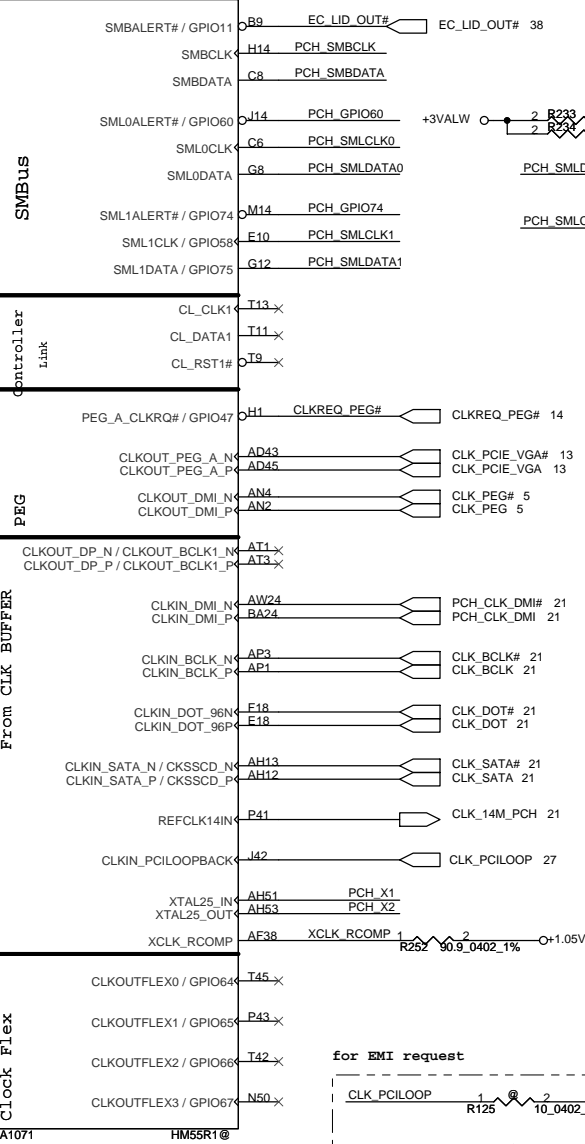 SMBus
SMBALERT# / GPIO11 B9 EC_LID_OUT# EC_LID_OUT# 38
SMBCLK H14 PCH_SMBCLK
SMBDATA C8 PCH_SMBDATA
SML0ALERT# / GPIO60 J14 PCH_GPIO60
+3VALW 2 R233
2 R234
SML0CLK C6 PCH_SMLCLK0
SML0DATA G8 PCH_SMLDATA0 PCH_SMLD
SML1ALERT# / GPIO74 M14 PCH_GPIO74 PCH_SMLC
SML1CLK / GPIO58 E10 PCH_SMLCLK1
SML1DATA / GPIO75 G12 PCH_SMLDATA1
Controller
Link
CL_CLK1 T13
CL_DATA1 T11
CL_RST1# T9
PEG
PEG_A_CLKRQ# / GPIO47 H1 CLKREQ_PEG# CLKREQ_PEG# 14
CLKOUT_PEG_A_N AD43 CLK_PCIE_VGA# 13
CLKOUT_PEG_A_P AD45 CLK_PCIE_VGA 13
CLKOUT_DMI_N AN4 CLK_PEG# 5
CLKOUT_DMI_P AN2 CLK_PEG 5
From CLK BUFFER
CLKOUT_DP_N / CLKOUT_BCLK1_N AT1
CLKOUT_DP_P / CLKOUT_BCLK1_P AT3
CLKIN_DMI_N AW24 PCH_CLK_DMI# 21
CLKIN_DMI_P BA24 PCH_CLK_DMI 21
CLKIN_BCLK_N AP3 CLK_BCLK# 21
CLKIN_BCLK_P AP1 CLK_BCLK 21
CLKIN_DOT_96N F18 CLK_DOT# 21
CLKIN_DOT_96P E18 CLK_DOT 21
CLKIN_SATA_N / CKSSCD_N AH13 CLK_SATA# 21
CLKIN_SATA_P / CKSSCD_P AH12 CLK_SATA 21
REFCLK14IN P41 CLK_14M_PCH 21
CLKIN_PCILOOPBACK J42 CLK_PCILOOP 27
XTAL25_IN AH51 PCH_X1
XTAL25_OUT AH53 PCH_X2
XCLK_RCOMP AF38 XCLK_RCOMP 1 2 +1.05V
R252 90.9_0402_1%
Clock Flex
CLKOUTFLEX0 / GPIO64 T45
CLKOUTFLEX1 / GPIO65 P43
CLKOUTFLEX2 / GPIO66 T42
CLKOUTFLEX3 / GPIO67 N50
for EMI request
CLK_PCILOOP 1 @ 2
R125 10_0402_
A1071 HM55R1@